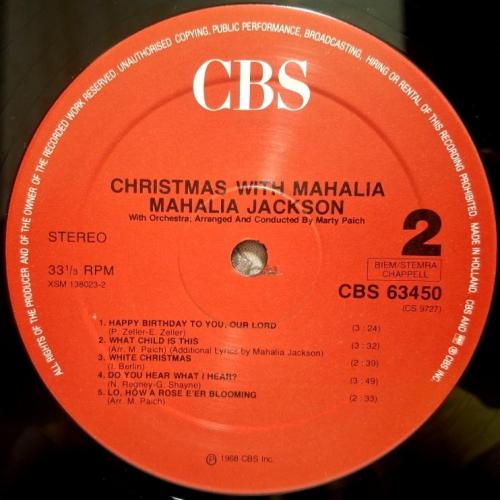 ALL RIGHTS OF THE PRODUCER AND OF THE OWNER OF THE RECORDED WORK RESERVED. UNAUTHORISED COPYING, PUBLIC PERFORMANCE, BROADCASTING, HIRING OR RENTAL OF THIS RECORDING PROHIBITED. MADE IN HOLLAND. CBS AND ℗ CBS INC.
CBS
CHRISTMAS WITH MAHALIA
MAHALIA JACKSON
With Orchestra; Arranged And Conducted By Marty Paich
STEREO
2
33⅓ RPM
XSM 138023-2
BIEM/STEMRA
CHAPPELL
CBS 63450
(CS 9727)
1. HAPPY BIRTHDAY TO YOU, OUR LORD (3 : 24)
(P. Zeller-E. Zeller)
2. WHAT CHILD IS THIS (3 : 32)
(Arr. M. Paich) (Additional Lyrics by Mahalia Jackson)
3. WHITE CHRISTMAS (2 : 39)
(I. Berlin)
4. DO YOU HEAR WHAT I HEAR? (3 : 49)
(N. Regney-G. Shayne)
5. LO, HOW A ROSE E'ER BLOOMING (2 : 33)
(Arr. M. Paich)
℗ 1968 CBS Inc.